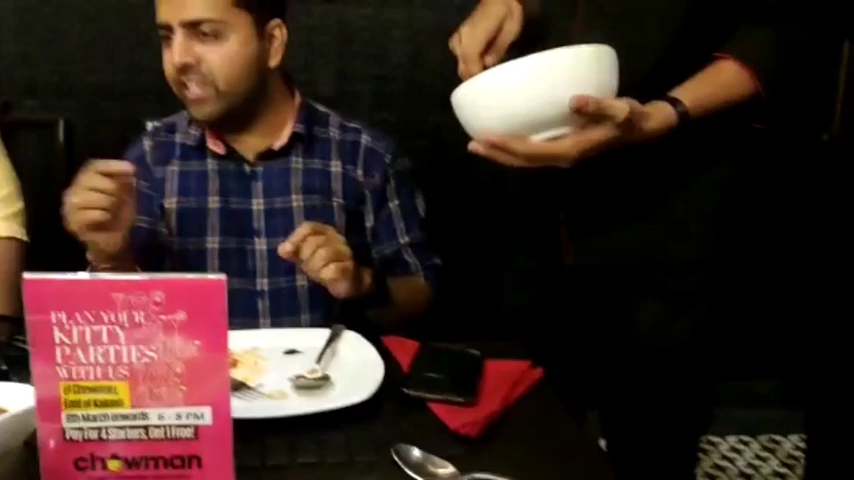 PLAN YOUR
KITTY
PARTIES
WITH US
@ Chowman,
East of Kailash
8th March onwards 5 - 8 PM
Pay For 4 Starters, Get 1 Free!
chowman